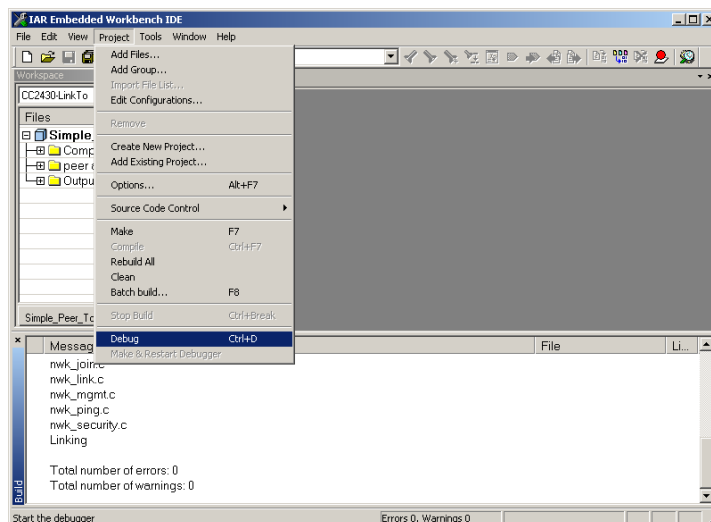 IAR Embedded Workbench IDE
File Edit View Project Tools Window Help
Workspace
CC2430-LinkTo
Files
Simple_
Comp
peer
Outpu
Simple_Peer_To
Add Files...
Add Group...
Import File List...
Edit Configurations...
Remove
Create New Project...
Add Existing Project...
Options... Alt+F7
Source Code Control
Make F7
Compile Ctrl+F7
Rebuild All
Clean
Batch build... F8
Stop Build Ctrl+Break
Debug Ctrl+D
Make & Restart Debugger
Messag File Li...
nwk_join.c
nwk_link.c
nwk_mgmt.c
nwk_ping.c
nwk_security.c
Linking
Total number of errors: 0
Total number of warnings: 0
Build
Start the debugger Errors 0, Warnings 0